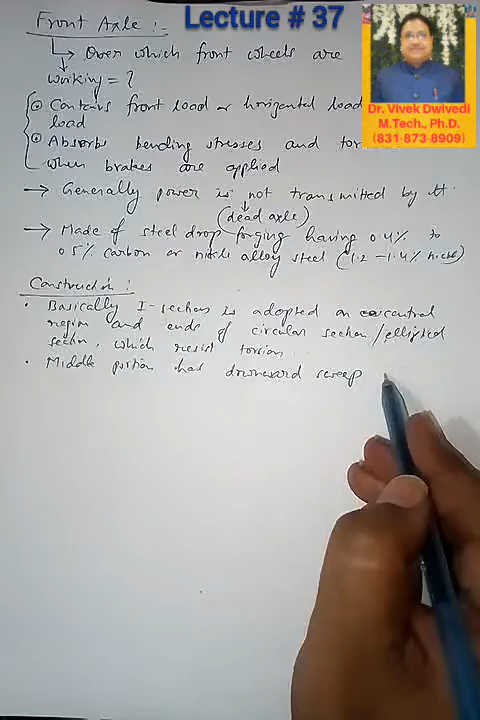 Lecture # 37
Front Axle :-
Over which front wheels are
Dr. Vivek Dwivedi
M.Tech., Ph.D.
(831-873-8909)
working = ?
Contains front load or horizontal load
load
Absorbs bending stresses and
when brakes are applied
→ Generally power is not transmitted by it.
(dead axle)
→ Made of steel drop forging having 0.4% to
0.5% carbon or nickle alloy steel (1.2 - 1.4% nickle)
Construction :
. Basically I-section is adopted on central
region and ends of circular section/elliptical
section, which resist torsion.
. Middle portion has downward sweep